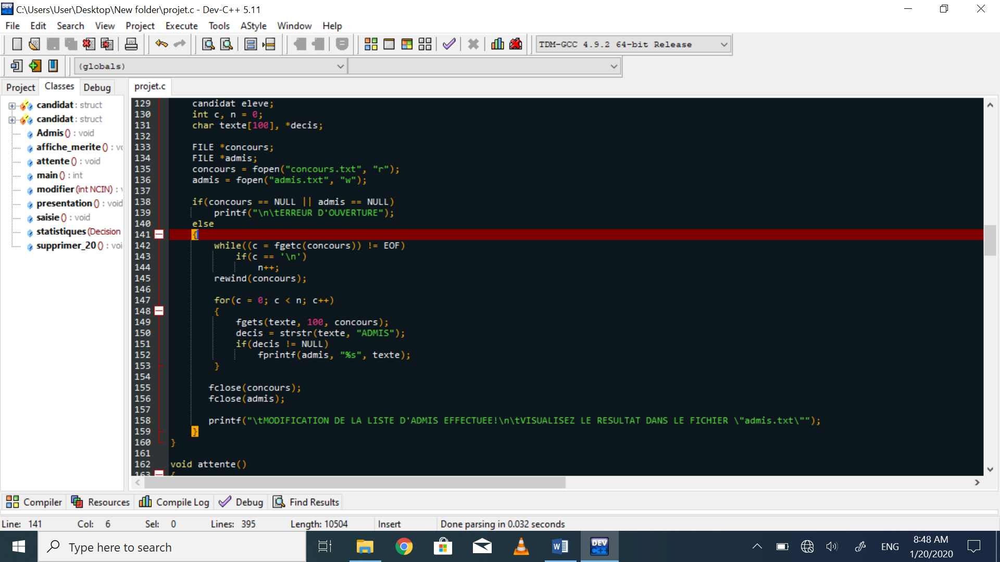 C:\Users\User\Desktop\New folder\projet.c - Dev-C++ 5.11
File Edit Search View Project Execute Tools AStyle Window Help
TDM-GCC 4.9.2 64-bit Release
(globals)
Project Classes Debug
projet.c
candidat : struct
candidat : struct
Admis () : void
affiche_merite () :
attente () : void
main () : int
modifier (int NCIN) :
presentation () : void
saisie () : void
statistiques (Decision
supprimer_20 () : voi
129 candidat eleve;
130 int c, n = 0;
131 char texte[100], *decis;
132
133 FILE *concours;
134 FILE *admis;
135 concours = fopen("concours.txt", "r");
136 admis = fopen("admis.txt", "w");
137
138 if(concours == NULL || admis == NULL)
139 printf("\n\tERREUR D'OUVERTURE");
140 else
141 {
142 while((c = fgetc(concours)) != EOF)
143 if(c == '\n')
144 n++;
145 rewind(concours);
146
147 for(c = 0; c < n; c++)
148 {
149 fgets(texte, 100, concours);
150 decis = strstr(texte, "ADMIS");
151 if(decis != NULL)
152 fprintf(admis, "%s", texte);
153 }
154
155 fclose(concours);
156 fclose(admis);
157
158 printf("\tMODIFICATION DE LA LISTE D'ADMIS EFFECTUEE!\n\tVISUALISEZ LE RESULTAT DANS LE FICHIER \"admis.txt\"");
159 }
160 }
161
162 void attente()
163 {
Compiler Resources Compile Log Debug Find Results
Line: 141 Col: 6 Sel: 0 Lines: 395 Length: 10504 Insert Done parsing in 0.032 seconds
Type here to search
DEV C++
ENG
8:48 AM
1/20/2020